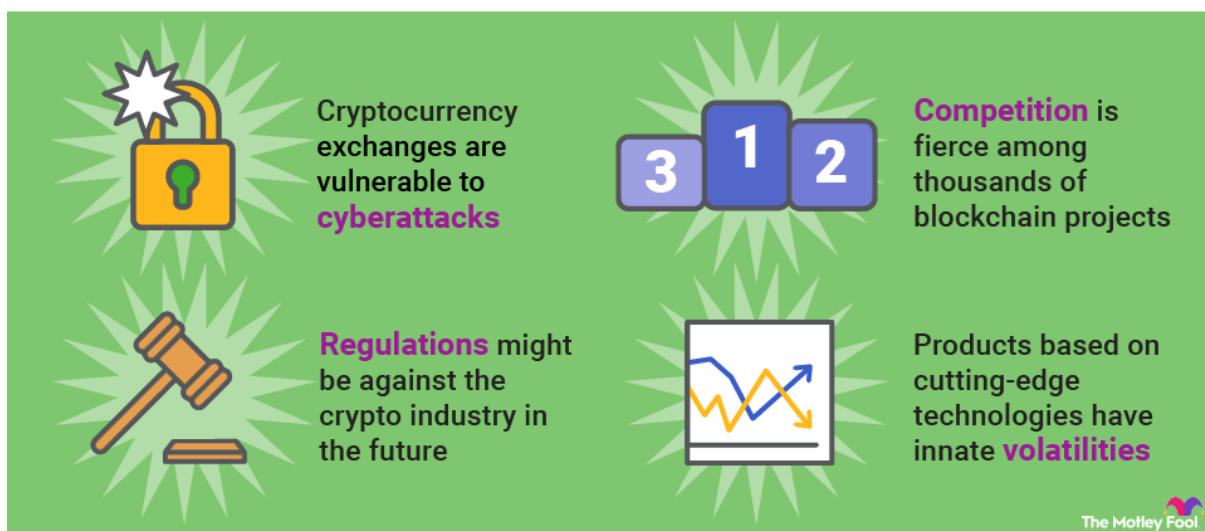 Cryptocurrency
exchanges are
vulnerable to
cyberattacks
3 1 2
Competition is
fierce among
thousands of
blockchain projects
Regulations might
be against the
crypto industry in
the future
Products based on
cutting-edge
technologies have
innate volatilities
The Motley Fool